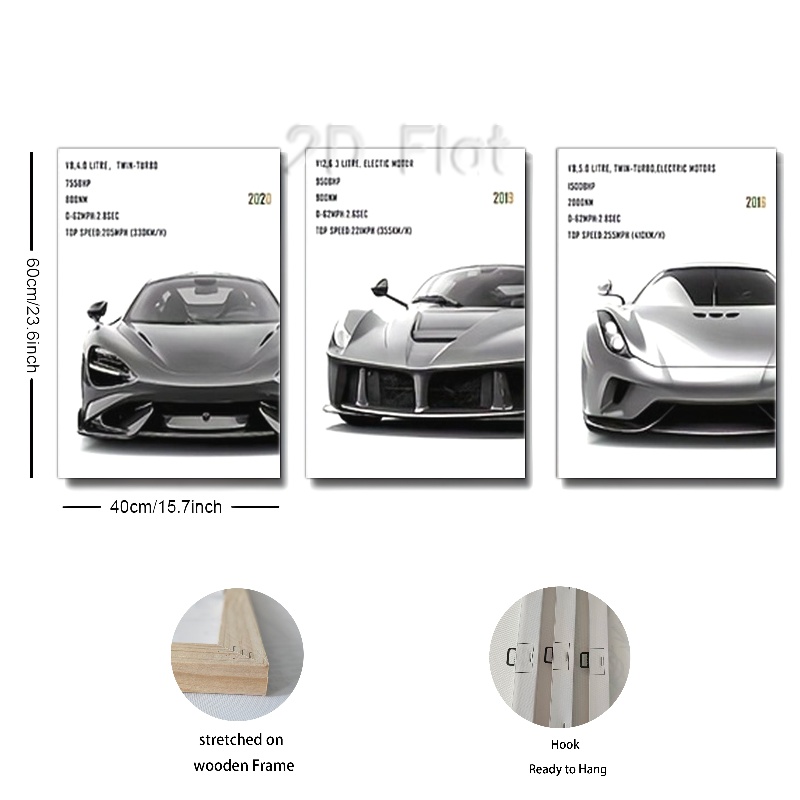 2D Flat
V8,4.0 LITRE, TWIN-TURBO
755BHP
800NM
0-62MPH:2.8SEC
TOP SPEED:205MPH (330KM/H)
2020
V12,6.3 LITRE, ELECTIC MOTOR
950BHP
900NM
0-62MPH:2.6SEC
TOP SPEED:221MPH (355KM/H)
2013
V8,5.0 LITRE, TWIN-TURBO,ELECTRIC MOTORS
1500BHP
2000NM
0-62MPH:2.8SEC
TOP SPEED:255MPH (410KM/H)
2016
60cm/23.6inch
40cm/15.7inch
stretched on
wooden Frame
Hook
Ready to Hang